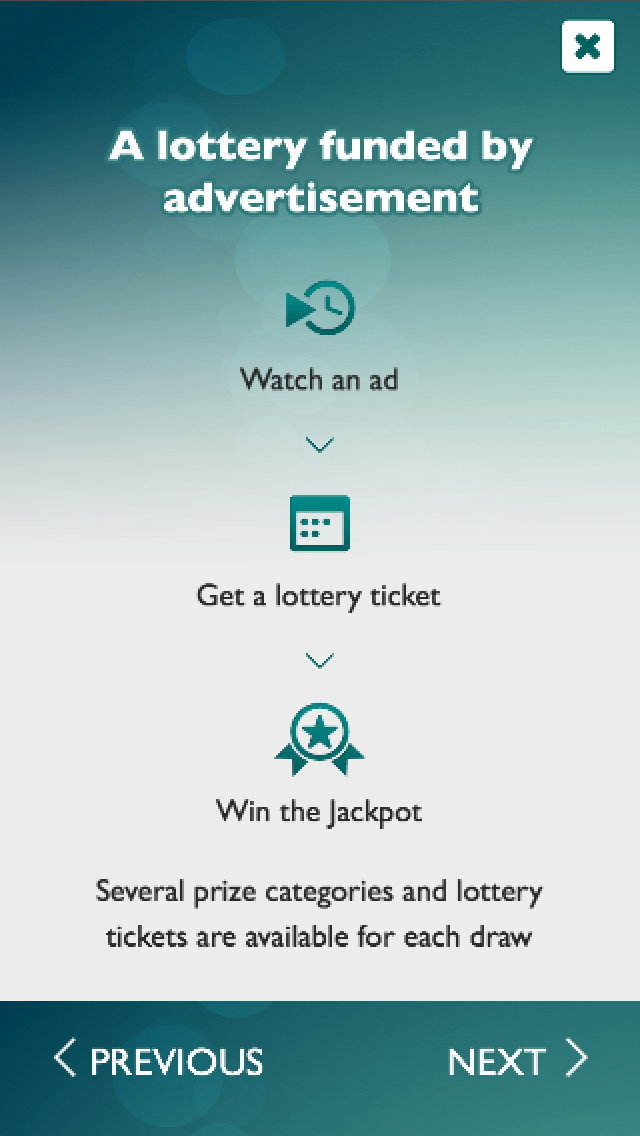 A lottery funded by
advertisement
Watch an ad
Get a lottery ticket
Win the Jackpot
Several prize categories and lottery
tickets are available for each draw
PREVIOUS NEXT